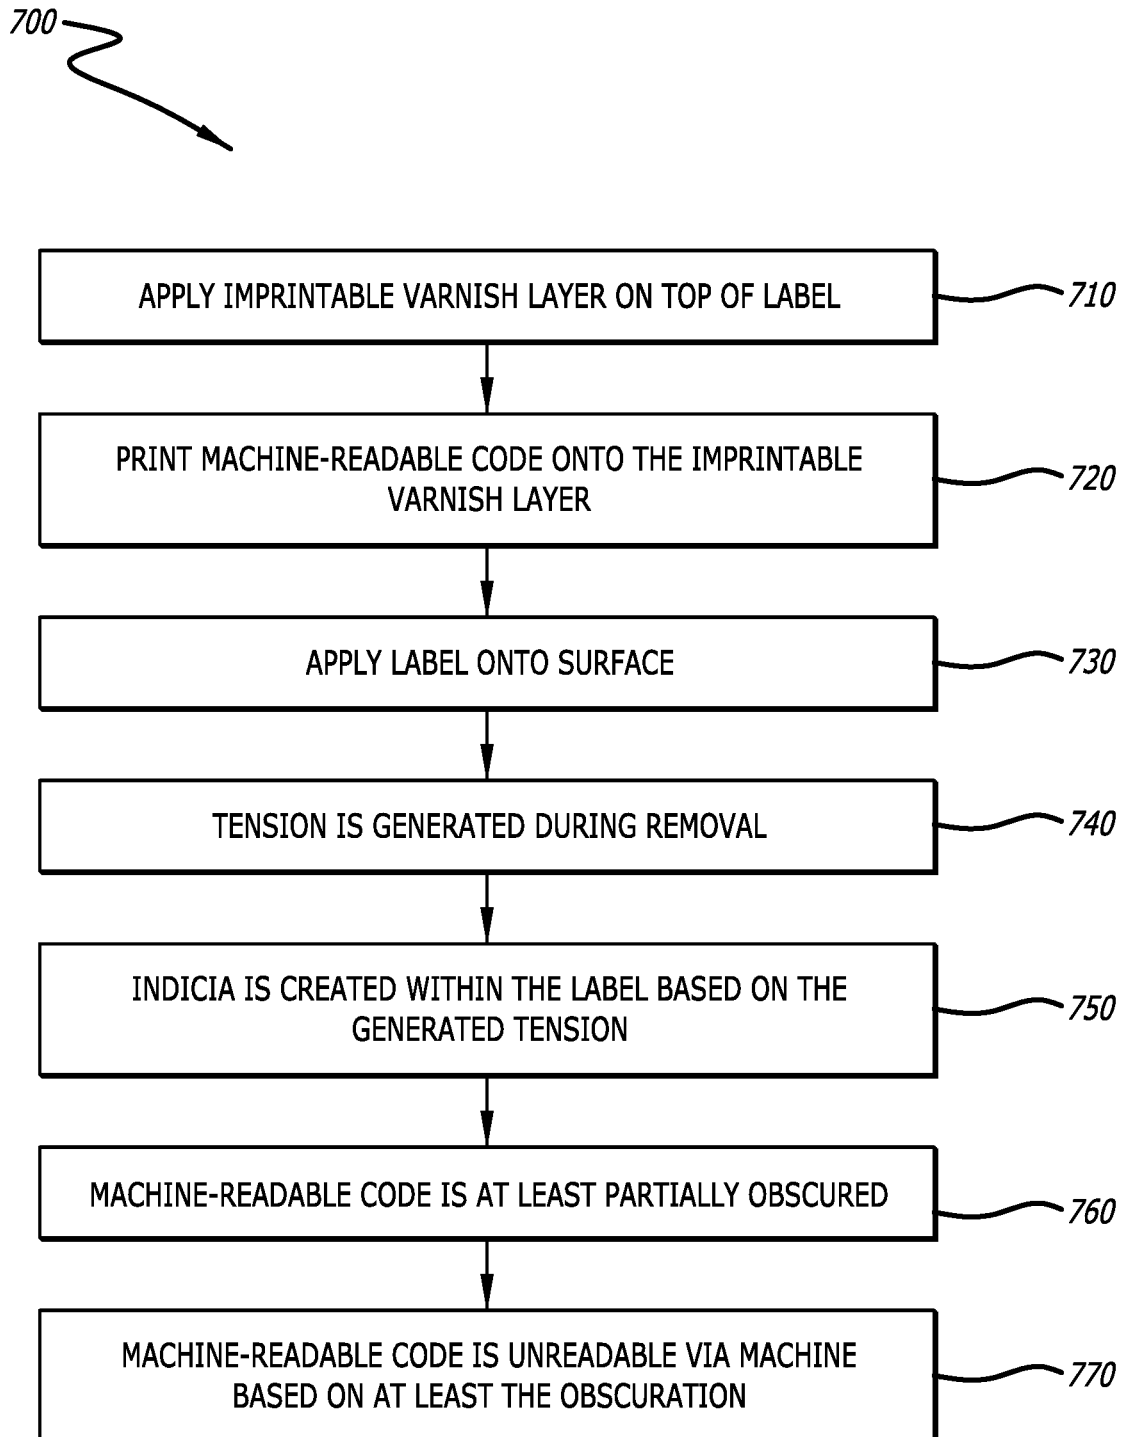 700
APPLY IMPRINTABLE VARNISH LAYER ON TOP OF LABEL
710
PRINT MACHINE-READABLE CODE ONTO THE IMPRINTABLE
VARNISH LAYER
720
APPLY LABEL ONTO SURFACE
730
TENSION IS GENERATED DURING REMOVAL
740
INDICIA IS CREATED WITHIN THE LABEL BASED ON THE
GENERATED TENSION
750
MACHINE-READABLE CODE IS AT LEAST PARTIALLY OBSCURED
760
MACHINE-READABLE CODE IS UNREADABLE VIA MACHINE
BASED ON AT LEAST THE OBSCURATION
770